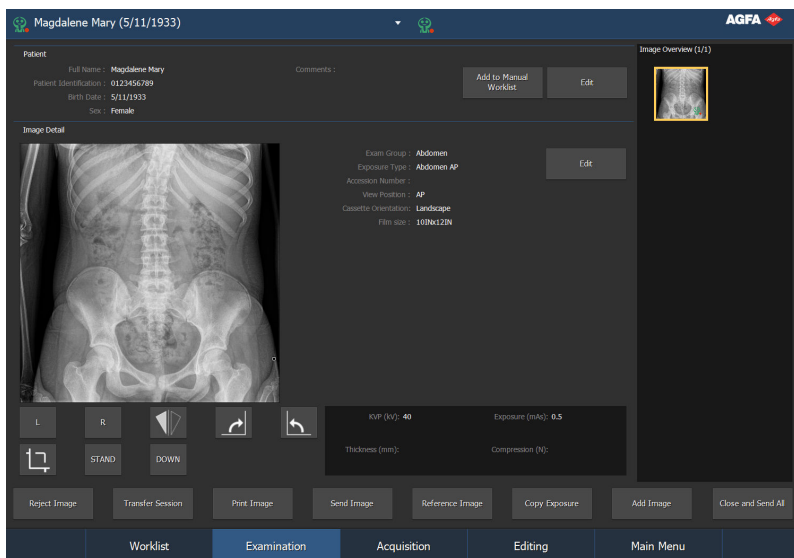 Magdalene Mary (5/11/1933)
AGFA
Patient
Full Name : Magdalene Mary
Patient Identification : 0123456789
Birth Date : 5/11/1933
Sex : Female
Comments :
Add to Manual
Worklist
Edit
Image Overview (1/1)
Image Detail
Exam Group : Abdomen
Exposure Type : Abdomen AP
Accession Number :
View Position : AP
Cassette Orientation: Landscape
Film size : 10INx12IN
Edit
L
R
STAND
DOWN
KVP (kV): 40
Exposure (mAs): 0.5
Thickness (mm):
Compression (N):
Reject Image
Transfer Session
Print Image
Send Image
Reference Image
Copy Exposure
Add Image
Close and Send All
Worklist
Examination
Acquisition
Editing
Main Menu